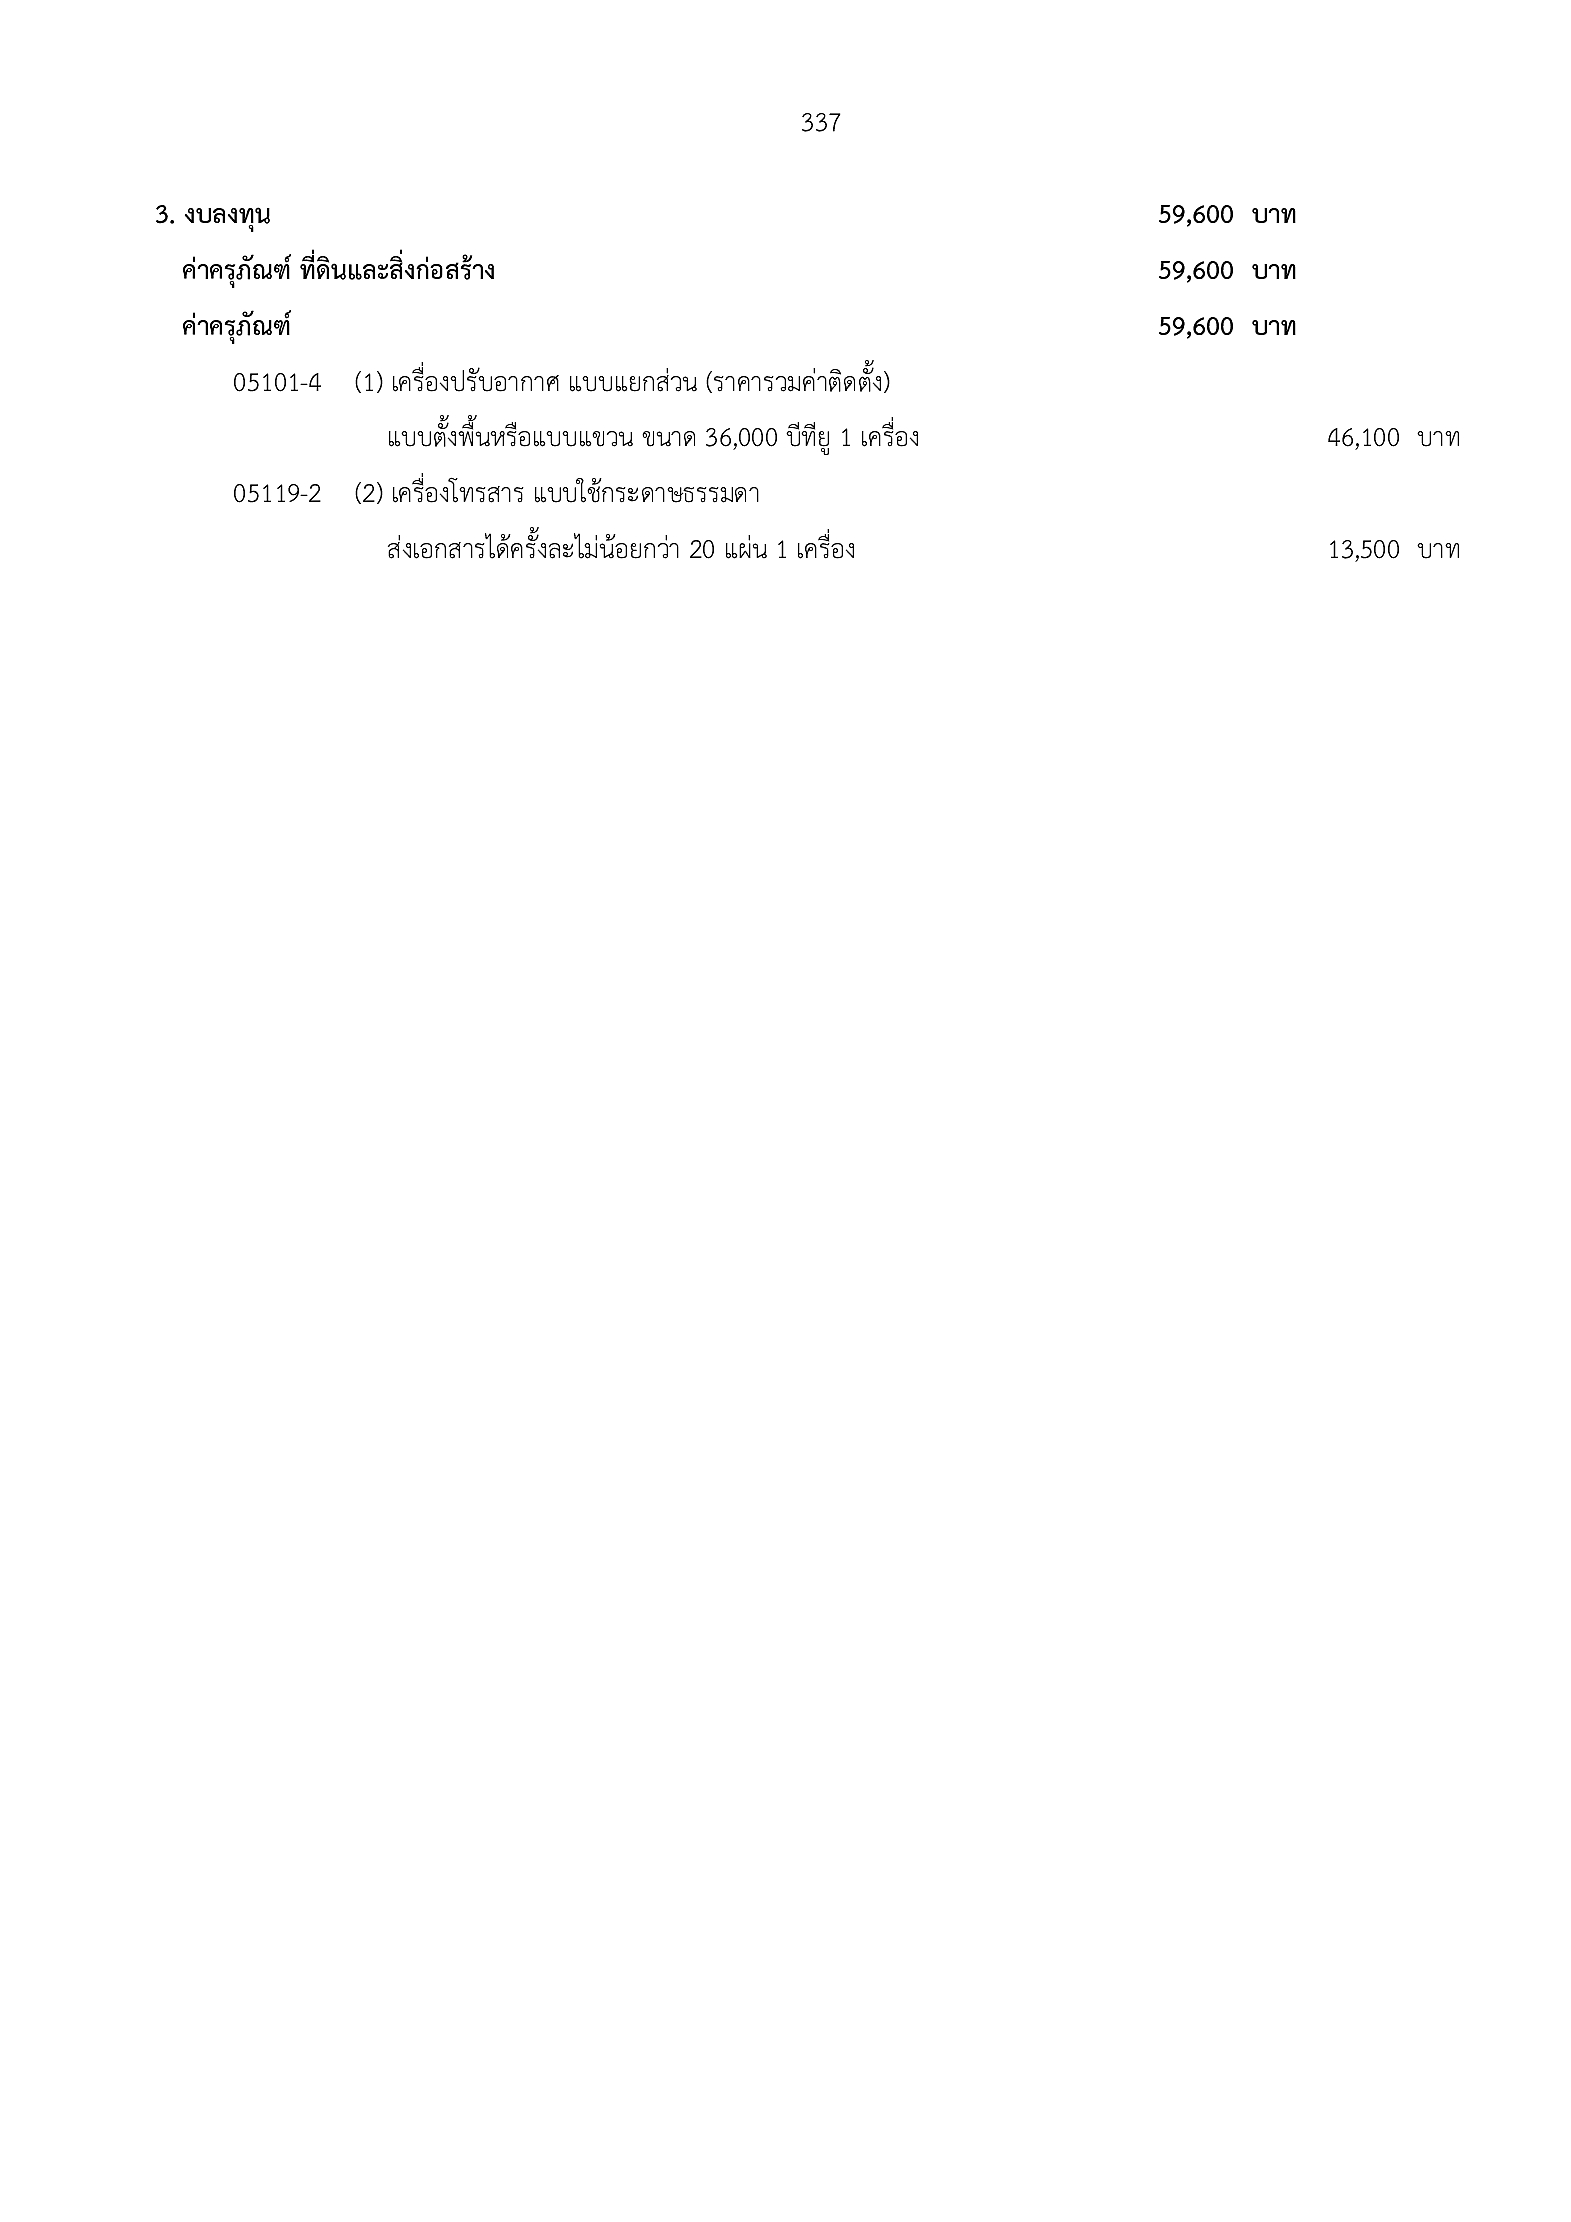 337
3. งบลงทุน 59,600 บาท
ค่าครุภัณฑ์ ที่ดินและสิ่งก่อสร้าง 59,600 บาท
ค่าครุภัณฑ์ 59,600 บาท
05101-4 (1) เครื่องปรับอากาศ แบบแยกส่วน (ราคารวมค่าติดตั้ง)
แบบตั้งพื้นหรือแบบแขวน ขนาด 36,000 บีทียู 1 เครื่อง 46,100 บาท
05119-2 (2) เครื่องโทรสาร แบบใช้กระดาษธรรมดา
ส่งเอกสารได้ครั้งละไม่น้อยกว่า 20 แผ่น 1 เครื่อง 13,500 บาท